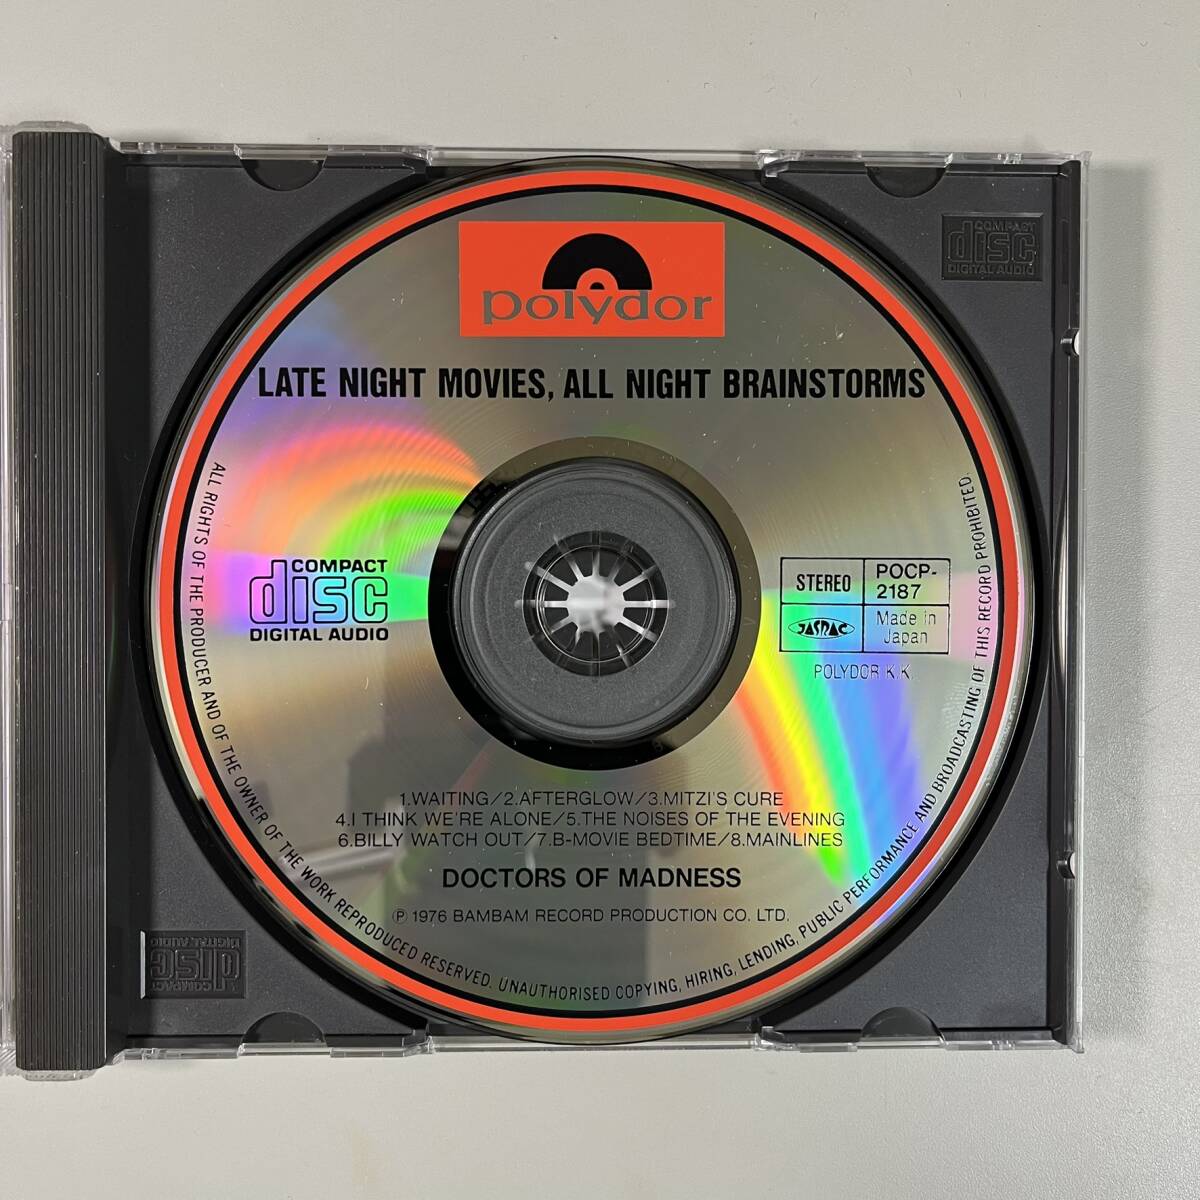 polydor
LATE NIGHT MOVIES, ALL NIGHT BRAINSTORMS
COMPACT
disc
DIGITAL AUDIO
STEREO
POCP-
2187
JASRAC
Made in
Japan
POLYDOR K.K.
1.WAITING/2.AFTERGLOW/3.MITZI'S CURE
4.I THINK WE'RE ALONE/5.THE NOISES OF THE EVENING
6.BILLY WATCH OUT/7.B-MOVIE BEDTIME/8.MAINLINES
DOCTORS OF MADNESS
Ⓟ 1976 BAMBAM RECORD PRODUCTION CO. LTD.
ALL RIGHTS OF THE PRODUCER AND OF THE OWNER OF THE WORK REPRODUCED RESERVED. UNAUTHORISED COPYING, HIRING, LENDING, PUBLIC PERFORMANCE AND BROADCASTING OF THIS RECORD PROHIBITED.
COMPACT
disc
DIGITAL AUDIO
COMPACT
disc
DIGITAL AUDIO